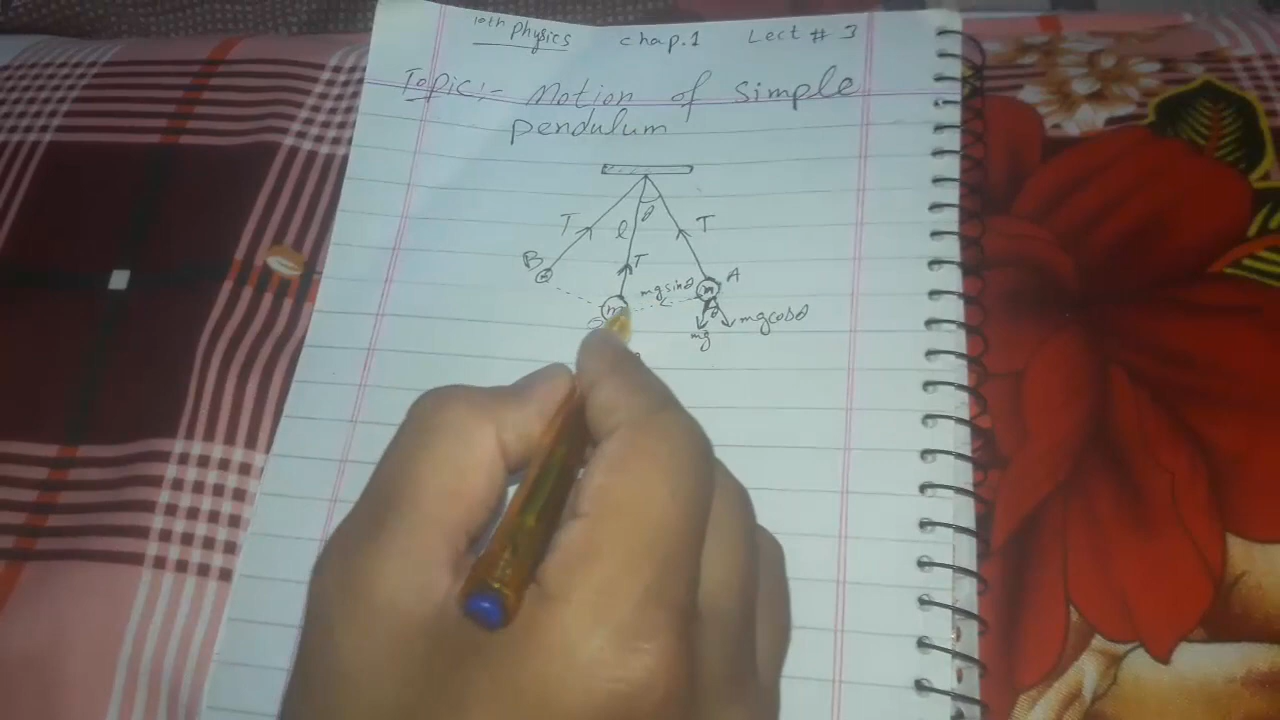 10th Physics chap.1 Lect # 3
Topic:- Motion of simple
pendulum
θ
T l T
B T
mg sinθ m A
m θ mg cosθ
mg